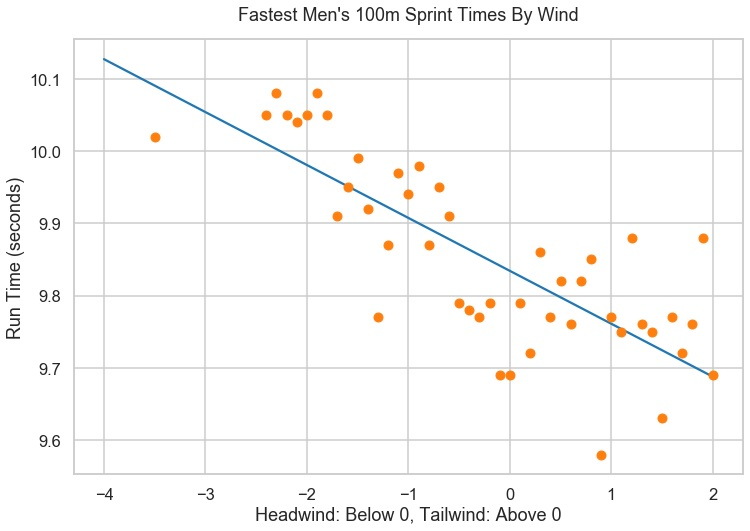 Fastest Men's 100m Sprint Times By Wind
Run Time (seconds)
10.1
10.0
9.9
9.8
9.7
9.6
−4 −3 −2 −1 0 1 2
Headwind: Below 0, Tailwind: Above 0